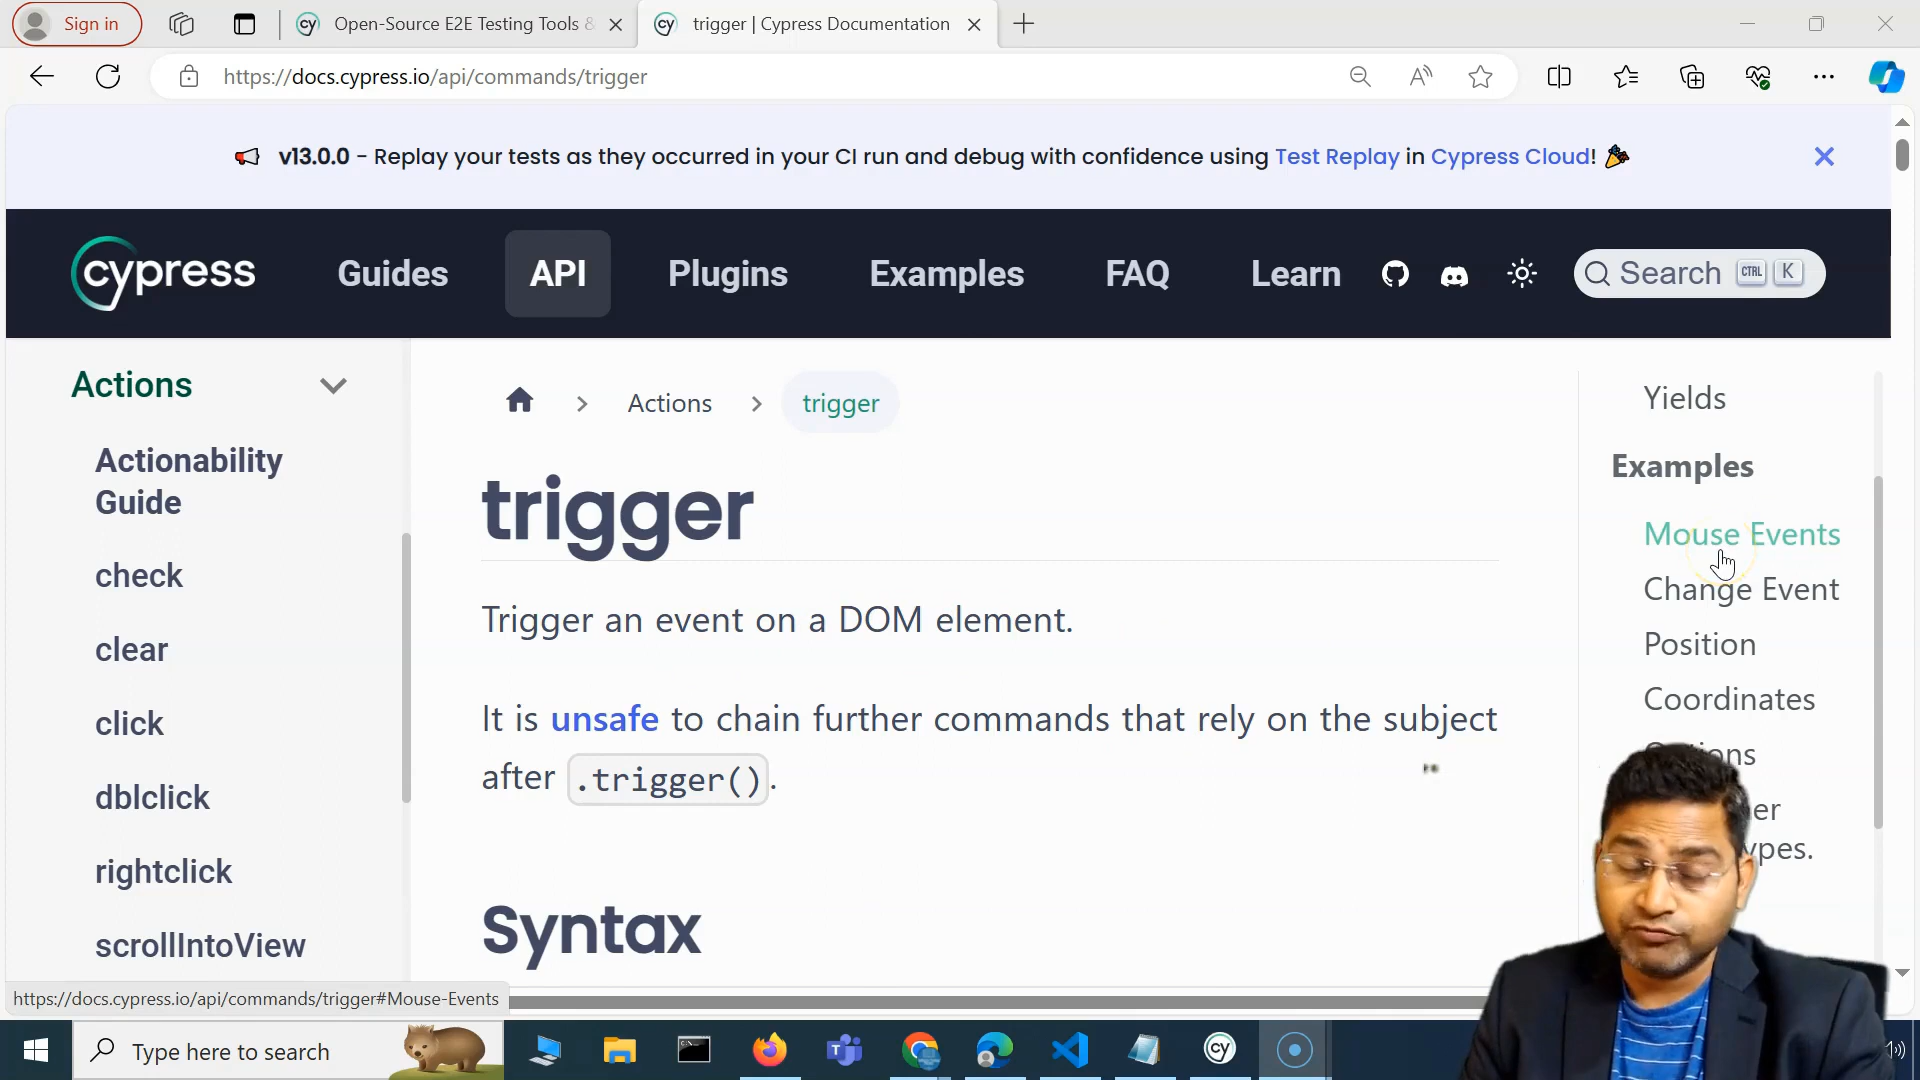 Sign in
Open-Source E2E Testing Tools &
trigger | Cypress Documentation
https://docs.cypress.io/api/commands/trigger
v13.0.0 - Replay your tests as they occurred in your CI run and debug with confidence using Test Replay in Cypress Cloud!
cypress
Guides
API
Plugins
Examples
FAQ
Learn
Search CTRL K
Actions
Actionability
Guide
check
clear
click
dblclick
rightclick
scrollIntoView
Actions
trigger
trigger
Trigger an event on a DOM element.
It is unsafe to chain further commands that rely on the subject
after .trigger().
Syntax
Yields
Examples
Mouse Events
Change Event
Position
Coordinates
https://docs.cypress.io/api/commands/trigger#Mouse-Events
Type here to search